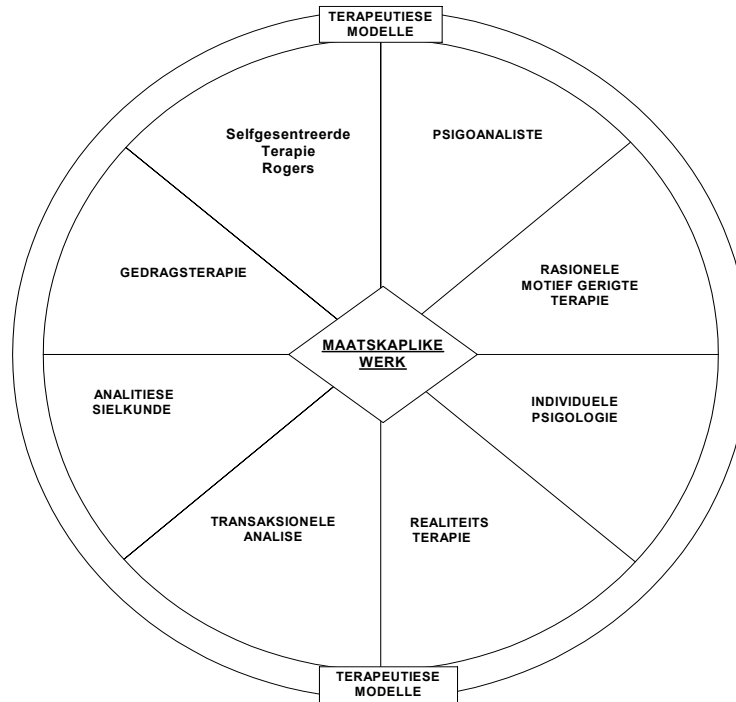 TERAPEUTIESE
MODELLE
Selfgesentreerde
Terapie
Rogers
PSIGOANALISTE
GEDRAGSTERAPIE
RASIONELE
MOTIEF GERIGTE
TERAPIE
MAATSKAPLIKE
WERK
ANALITIESE
SIELKUNDE
INDIVIDUELE
PSIGOLOGIE
TRANSAKSIONELE
ANALISE
REALITEITS
TERAPIE
TERAPEUTIESE
MODELLE